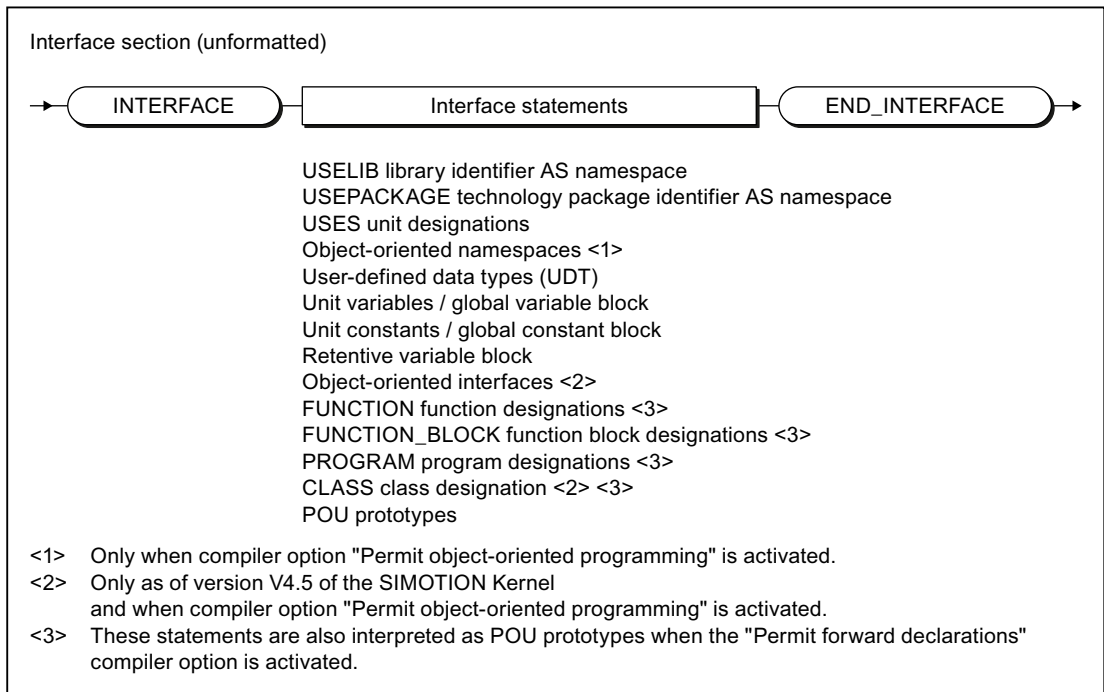 Interface section (unformatted)
INTERFACE Interface statements END_INTERFACE
USELIB library identifier AS namespace
USEPACKAGE technology package identifier AS namespace
USES unit designations
Object-oriented namespaces <1>
User-defined data types (UDT)
Unit variables / global variable block
Unit constants / global constant block
Retentive variable block
Object-oriented interfaces <2>
FUNCTION function designations <3>
FUNCTION_BLOCK function block designations <3>
PROGRAM program designations <3>
CLASS class designation <2> <3>
POU prototypes
<1> Only when compiler option "Permit object-oriented programming" is activated.
<2> Only as of version V4.5 of the SIMOTION Kernel
and when compiler option "Permit object-oriented programming" is activated.
<3> These statements are also interpreted as POU prototypes when the "Permit forward declarations"
compiler option is activated.